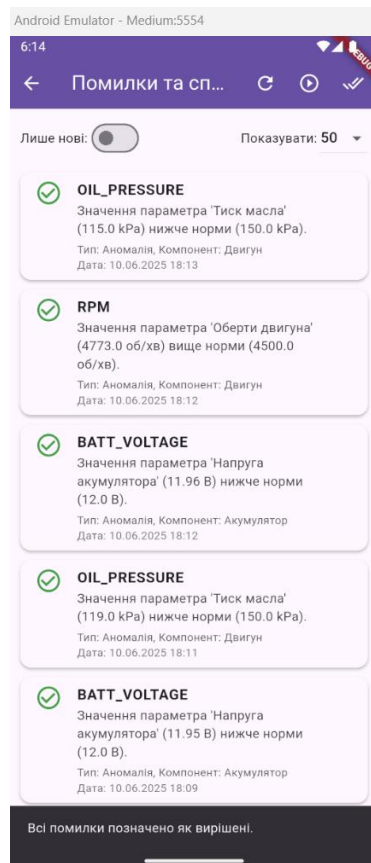 Android Emulator - Medium:5554
6:14
DEBUG
Помилки та сп...
Лише нові:
Показувати: 50
OIL_PRESSURE
Значення параметра 'Тиск масла'
(115.0 kPa) нижче норми (150.0 kPa).
Тип: Аномалія, Компонент: Двигун
Дата: 10.06.2025 18:13
RPM
Значення параметра 'Оберти двигуна'
(4773.0 об/хв) вище норми (4500.0
об/хв).
Тип: Аномалія, Компонент: Двигун
Дата: 10.06.2025 18:12
BATT_VOLTAGE
Значення параметра 'Напруга
акумулятора' (11.96 В) нижче норми
(12.0 В).
Тип: Аномалія, Компонент: Акумулятор
Дата: 10.06.2025 18:12
OIL_PRESSURE
Значення параметра 'Тиск масла'
(119.0 kPa) нижче норми (150.0 kPa).
Тип: Аномалія, Компонент: Двигун
Дата: 10.06.2025 18:11
BATT_VOLTAGE
Значення параметра 'Напруга
акумулятора' (11.95 В) нижче норми
(12.0 В).
Тип: Аномалія, Компонент: Акумулятор
Дата: 10.06.2025 18:09
Всі помилки позначено як вирішені.